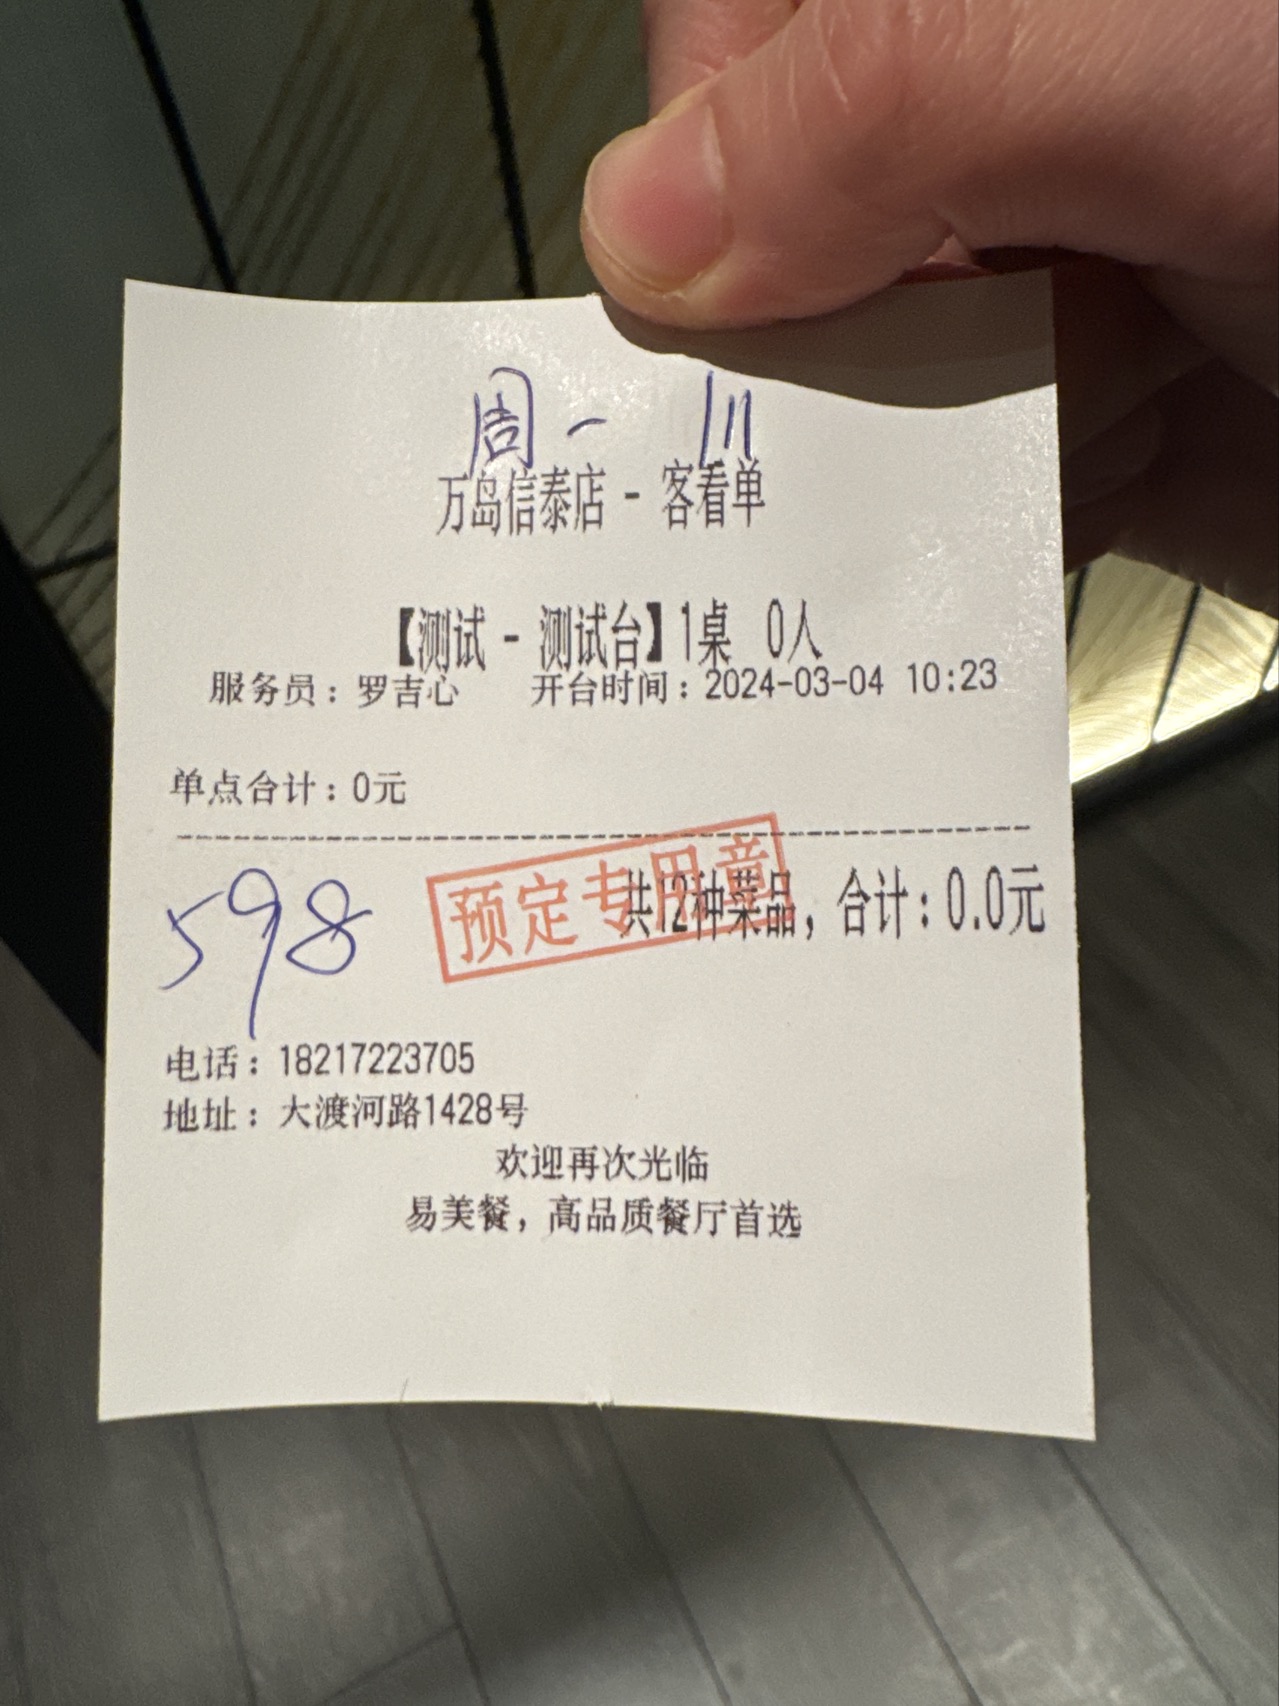 周一 111
万岛信泰店 - 客看单
【测试 - 测试台】1桌 0人
服务员：罗吉心 开台时间：2024-03-04 10:23
单点合计：0元
598
预定专用章
共12种菜品，合计：0.0元
电话：18217223705
地址：大渡河路1428号
欢迎再次光临
易美餐，高品质餐厅首选